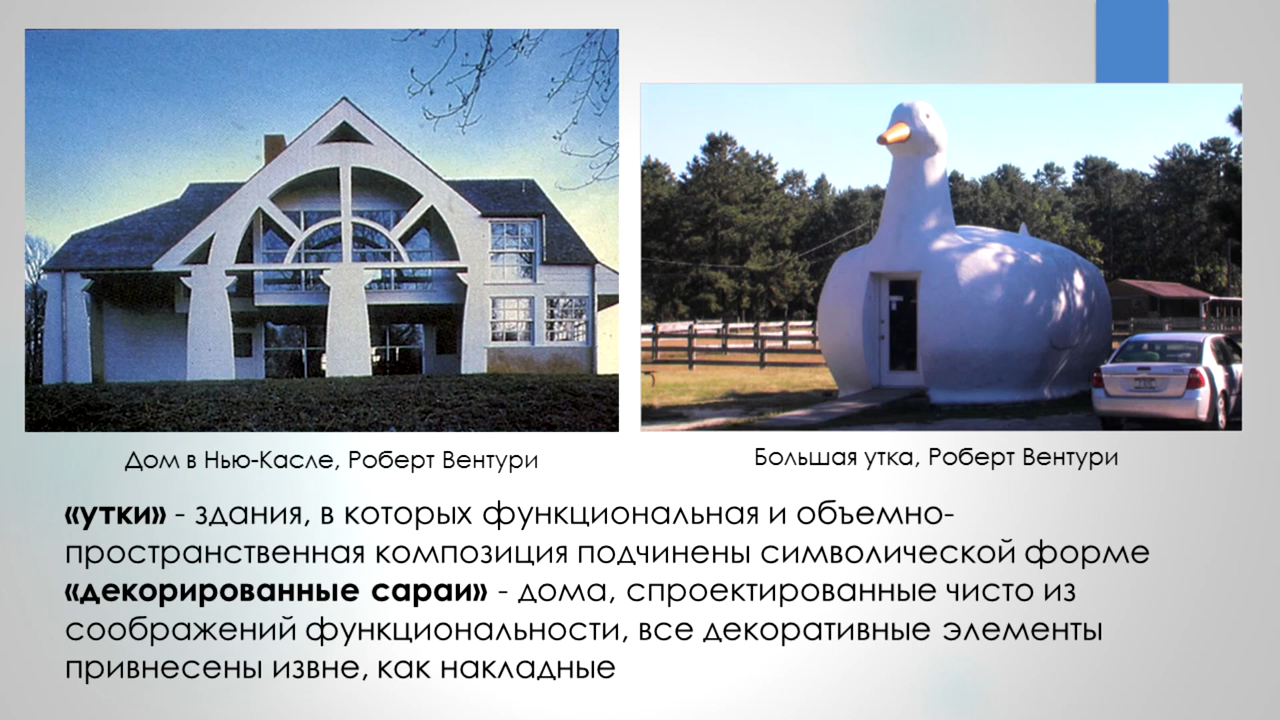 Дом в Нью-Касле, Роберт Вентури
Большая утка, Роберт Вентури
«утки» - здания, в которых функциональная и объемно-
пространственная композиция подчинены символической форме
«декорированные сараи» - дома, спроектированные чисто из
соображений функциональности, все декоративные элементы
привнесены извне, как накладные